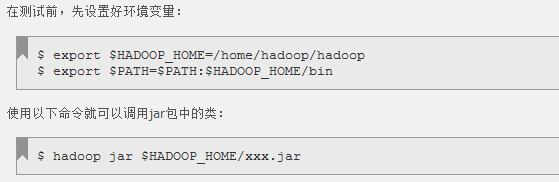 在测试前，先设置好环境变量：
$ export $HADOOP_HOME=/home/hadoop/hadoop
$ export $PATH=$PATH:$HADOOP_HOME/bin
使用以下命令就可以调用jar包中的类：
$ hadoop jar $HADOOP_HOME/xxx.jar